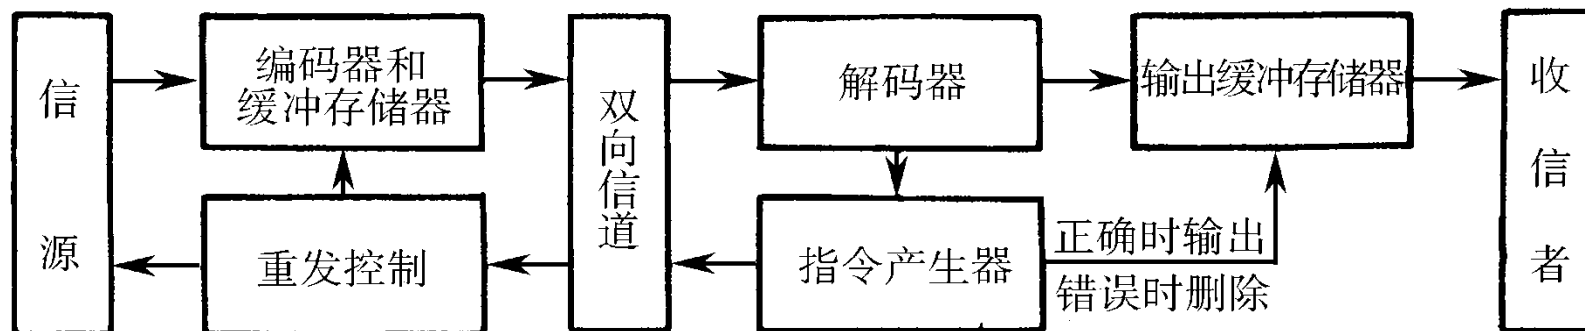 信源
编码器和
缓冲存储器
双向信道
解码器
输出缓冲存储器
收信者
重发控制
指令产生器
正确时输出
错误时删除